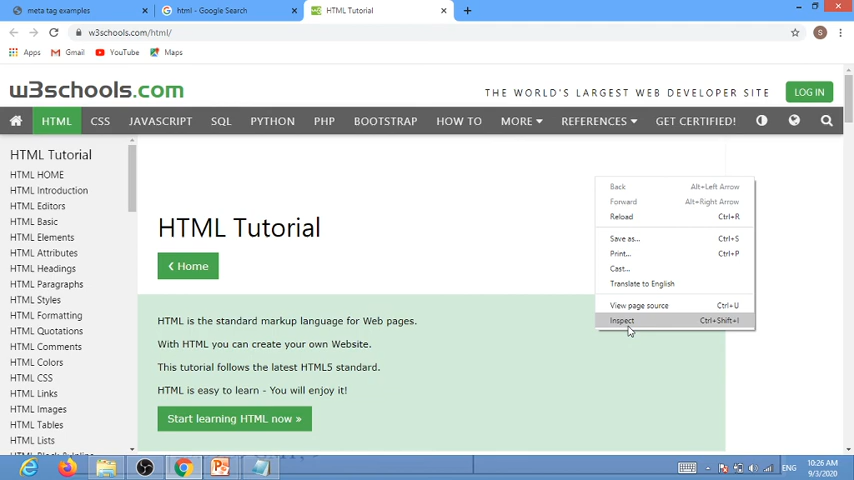 meta tag examples
html - Google Search
HTML Tutorial
w3schools.com/html/
Apps Gmail YouTube Maps
w3schools.com
THE WORLD'S LARGEST WEB DEVELOPER SITE
LOG IN
HTML CSS JAVASCRIPT SQL PYTHON PHP BOOTSTRAP HOW TO MORE REFERENCES GET CERTIFIED!
HTML Tutorial
HTML HOME
HTML Introduction
HTML Editors
HTML Basic
HTML Elements
HTML Attributes
HTML Headings
HTML Paragraphs
HTML Styles
HTML Formatting
HTML Quotations
HTML Comments
HTML Colors
HTML CSS
HTML Links
HTML Images
HTML Tables
HTML Lists
HTML Tutorial
❮ Home
HTML is the standard markup language for Web pages.
With HTML you can create your own Website.
This tutorial follows the latest HTML5 standard.
HTML is easy to learn - You will enjoy it!
Start learning HTML now »
Back Alt+Left Arrow
Forward Alt+Right Arrow
Reload Ctrl+R
Save as... Ctrl+S
Print... Ctrl+P
Cast...
Translate to English
View page source Ctrl+U
Inspect Ctrl+Shift+I
ENG
10:26 AM
9/3/2020